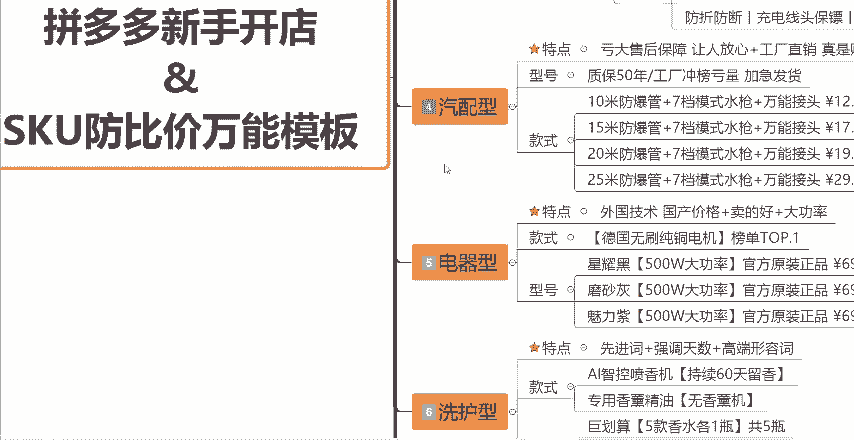 拼多多新手开店
&
SKU防比价万能模板
防折防断丨充电线头保镖丨
特点
亏大售后保障 让人放心+工厂直销 真是
型号
质保50年/工厂冲榜亏量 加急发货
4 汽配型
款式
10米防爆管+7档模式水枪+万能接头 ¥12.
15米防爆管+7档模式水枪+万能接头 ¥17.
20米防爆管+7档模式水枪+万能接头 ¥19.
25米防爆管+7档模式水枪+万能接头 ¥29.
特点
外国技术 国产价格+卖的好+大功率
款式
【德国无刷纯铜电机】榜单TOP.1
5 电器型
型号
星耀黑【500W大功率】官方原装正品 ¥69
磨砂灰【500W大功率】官方原装正品 ¥69
魅力紫【500W大功率】官方原装正品 ¥69
特点
先进词+强调天数+高端形容词
6 洗护型
款式
AI智控喷香机【持续60天留香】
专用香薰精油【无香薰机】
巨划算【5款香水各1瓶】共5瓶